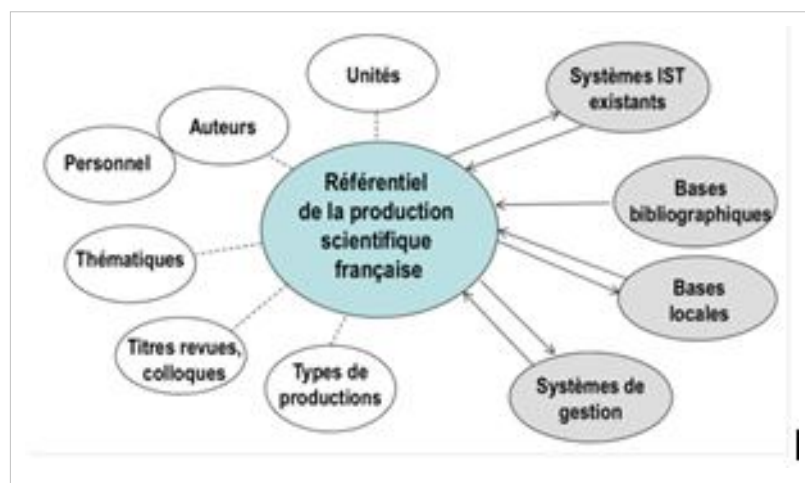 Unités
Systèmes IST
existants
Auteurs
Personnel
Référentiel
de la production
scientifique
française
Bases
bibliographiques
Thématiques
Bases
locales
Titres revues,
colloques
Types de
productions
Systèmes de
gestion